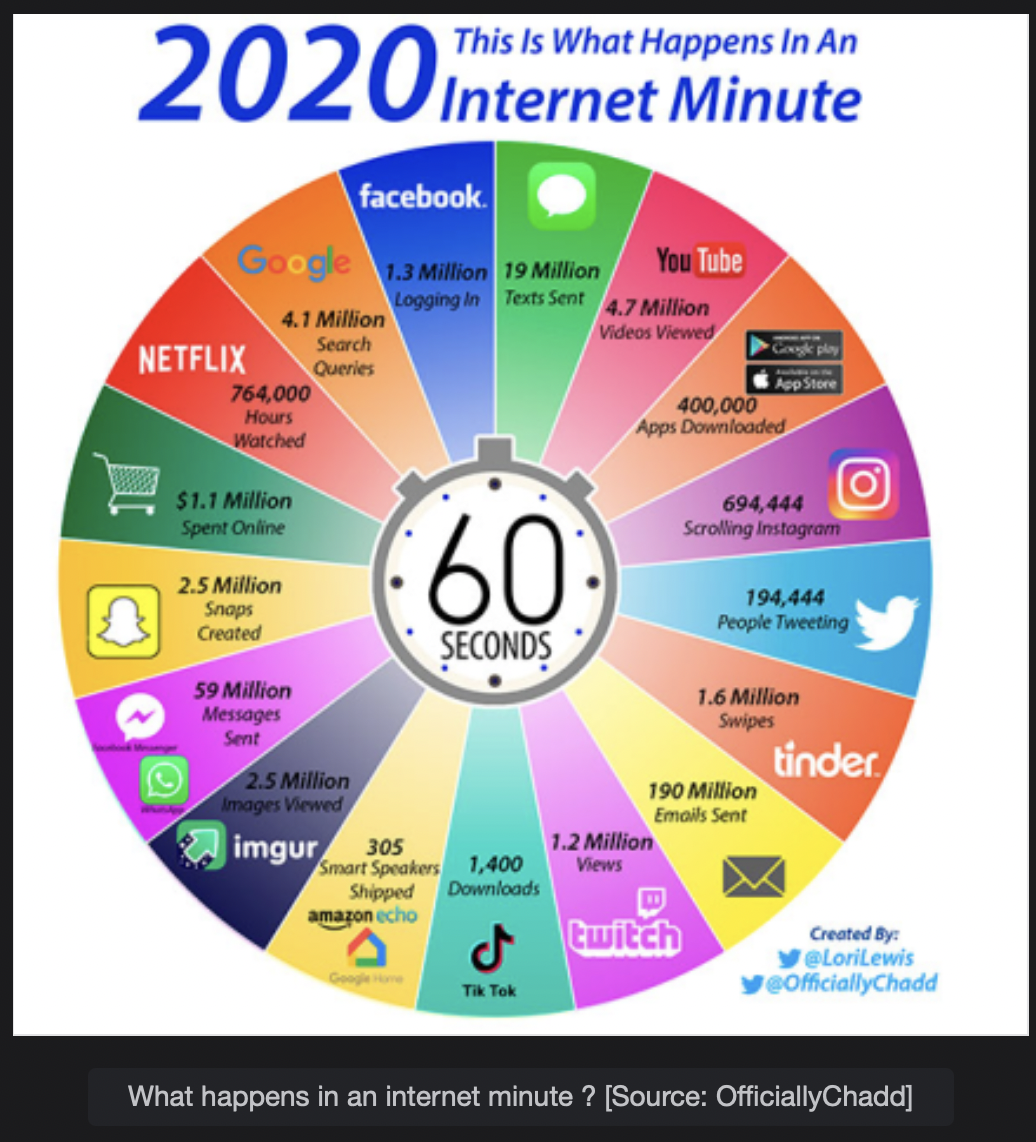 2020
This Is What Happens In An
Internet Minute
facebook.
1.3 Million
Logging In
19 Million
Texts Sent
YouTube
4.7 Million
Videos Viewed
ANDROID APP ON
Google play
Available on the
App Store
400,000
Apps Downloaded
694,444
Scrolling Instagram
194,444
People Tweeting
1.6 Million
Swipes
tinder.
190 Million
Emails Sent
1.2 Million
Views
twitch
1,400
Downloads
Tik Tok
305
Smart Speakers
Shipped
amazon echo
Google Home
2.5 Million
Images Viewed
imgur
59 Million
Messages
Sent
Facebook Messenger
WhatsApp
2.5 Million
Snaps
Created
$1.1 Million
Spent Online
NETFLIX
764,000
Hours
Watched
Google
4.1 Million
Search
Queries
60
SECONDS
Created By:
@LoriLewis
@OfficiallyChadd
What happens in an internet minute ? [Source: OfficiallyChadd]